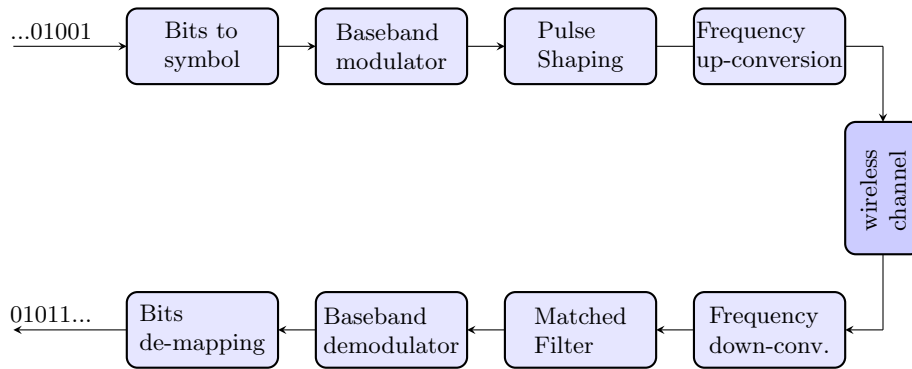 ...01001
Bits to
symbol
Baseband
modulator
Pulse
Shaping
Frequency
up-conversion
wireless
channel
Frequency
down-conv.
Matched
Filter
Baseband
demodulator
Bits
de-mapping
01011...